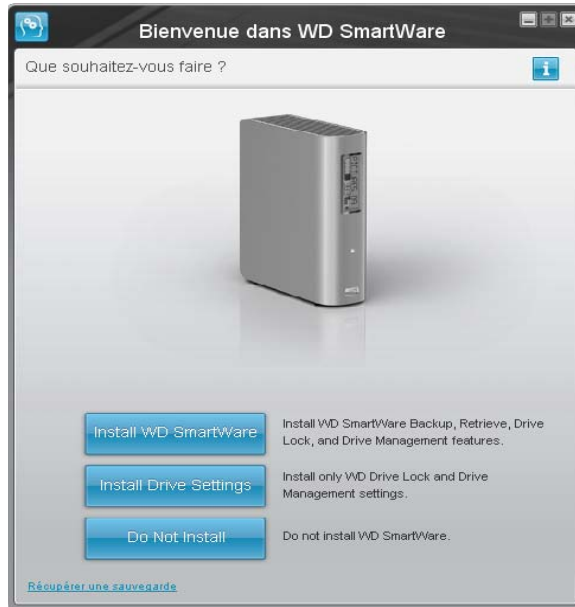 Bienvenue dans WD SmartWare
Que souhaitez-vous faire ?
Install WD SmartWare
Install WD SmartWare Backup, Retrieve, Drive
Lock, and Drive Management features.
Install Drive Settings
Install only WD Drive Lock and Drive
Management settings.
Do Not Install
Do not install WD SmartWare.
Récupérer une sauvegarde